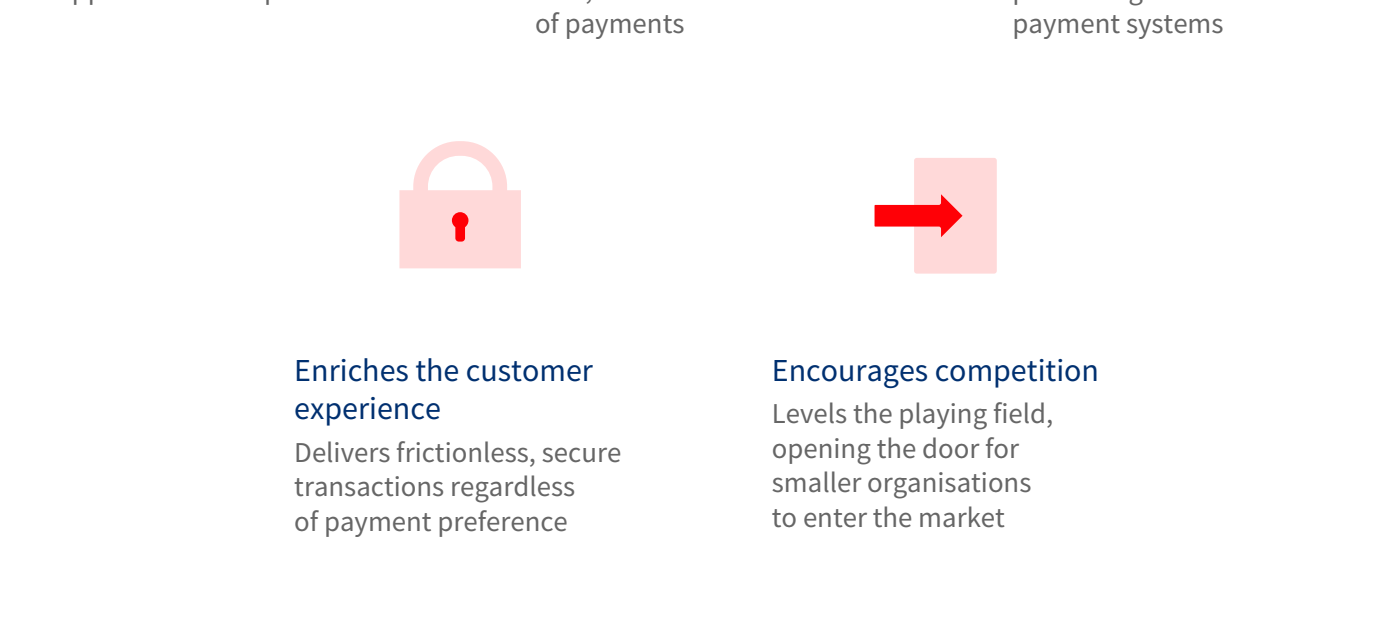 of payments
payment systems
Enriches the customer
experience
Delivers frictionless, secure
transactions regardless
of payment preference
Encourages competition
Levels the playing field,
opening the door for
smaller organisations
to enter the market